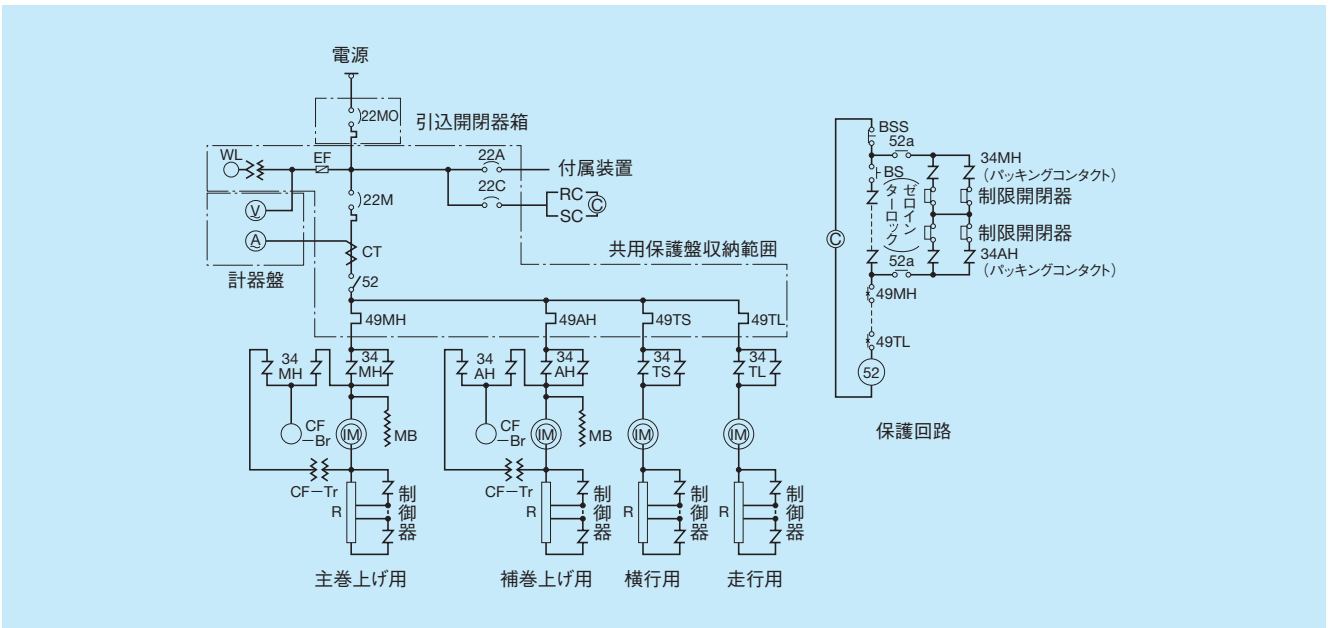 電源
22MO
引込開閉器箱
WL
EF
22A
付属装置
22C
RC
SC
C
22M
V
A
CT
計器盤
共用保護盤収納範囲
52
49MH
49AH
49TS
49TL
34
MH
34
MH
34
AH
34
AH
34
TS
34
TL
CF
−Br
IM
MB
CF
−Br
IM
MB
IM
IM
CF−Tr
R
制御器
CF−Tr
R
制御器
R
制御器
R
制御器
主巻上げ用
補巻上げ用
横行用
走行用
BSS
52a
34MH
(パッキングコンタクト)
BS
ゼロイン
ターロック
制限開閉器
制限開閉器
C
52a
34AH
(パッキングコンタクト)
49MH
49TL
52
保護回路